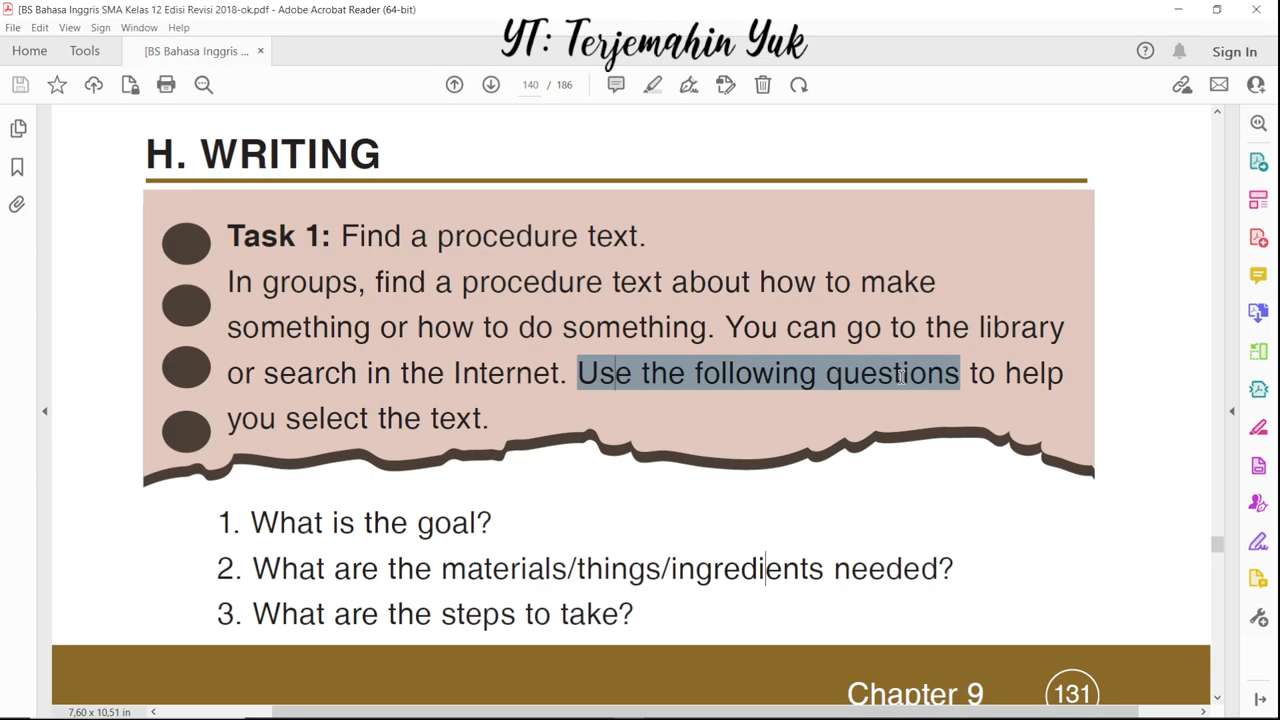 [BS Bahasa Inggris SMA Kelas 12 Edisi Revisi 2018-ok.pdf - Adobe Acrobat Reader (64-bit)
File Edit View Sign Window Help
YT: Terjemahin Yuk
Home Tools [BS Bahasa Inggris ... × Sign In
140 / 186
H. WRITING
Task 1: Find a procedure text.
In groups, find a procedure text about how to make
something or how to do something. You can go to the library
or search in the Internet. Use the following questions to help
you select the text.
1. What is the goal?
2. What are the materials/things/ingredients needed?
3. What are the steps to take?
Chapter 9 131
7,60 x 10,51 in